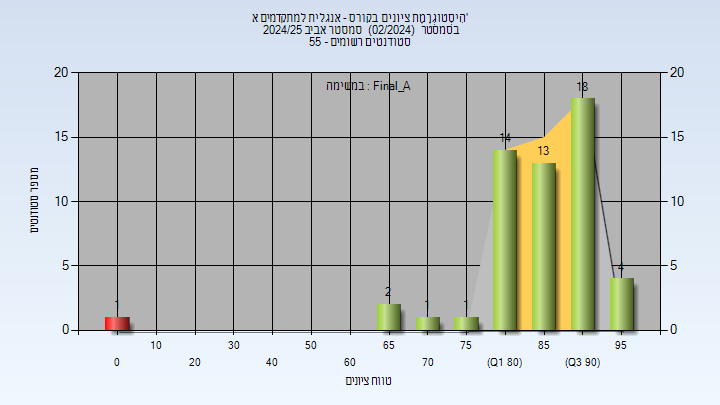 הִיסְטוֹגְרָמַת ציונים בקורס - אנגלית למתקדמים א'
בסמסטר (02/2024) סמסטר אביב 2024/25
סטודנטים רשומים - 55
במשימה : Final_A
מספר סטודנטים
20 15 10 5 0
20 15 10 5 0
1 2 1 1 14 13 18 4
10 30 50 65 75 85 95
0 20 40 60 70 (Q1 80) (Q3 90)
טווח ציונים